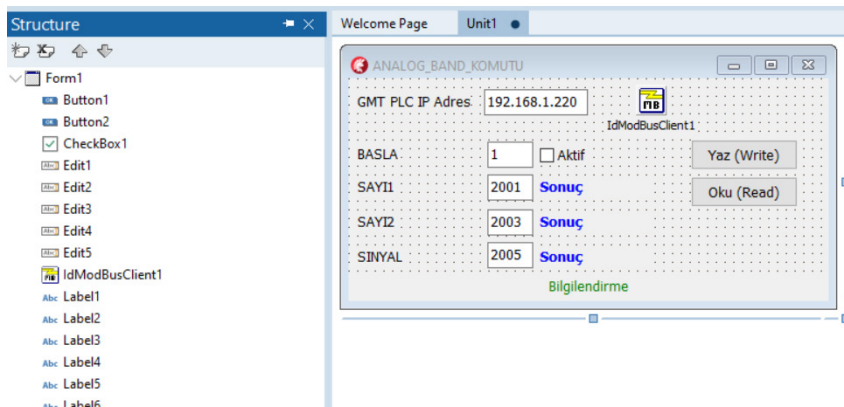 Structure
Welcome Page
Unit1
Form1
Button1
Button2
CheckBox1
Edit1
Edit2
Edit3
Edit4
Edit5
IdModBusClient1
Label1
Label2
Label3
Label4
Label5
Label6
ANALOG_BAND_KOMUTU
GMT PLC IP Adres 192.168.1.220
MB
IdModBusClient1
BASLA 1 Aktif Yaz (Write)
SAYI1 2001 Sonuç Oku (Read)
SAYI2 2003 Sonuç
SINYAL 2005 Sonuç
Bilgilendirme